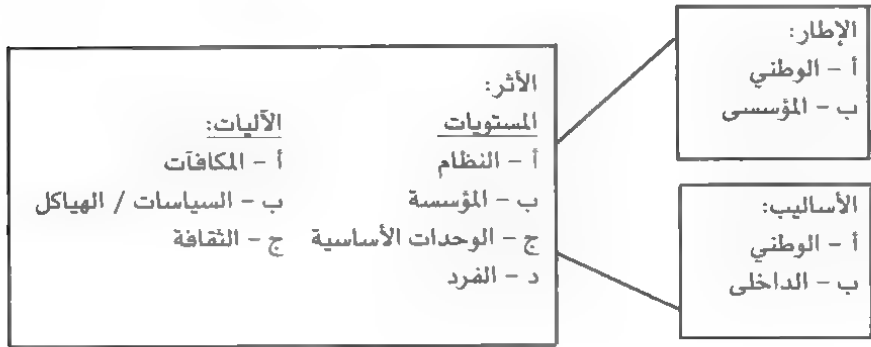 الإطار:
أ – الوطني
ب – المؤسسى
الأساليب:
أ – الوطني
ب – الداخلى
الأثر:
المستويات
أ – النظام
ب – المؤسسة
ج – الوحدات الأساسية
د – الفرد
الآليات:
أ – المكافآت
ب – السياسات / الهياكل
ج – الثقافة